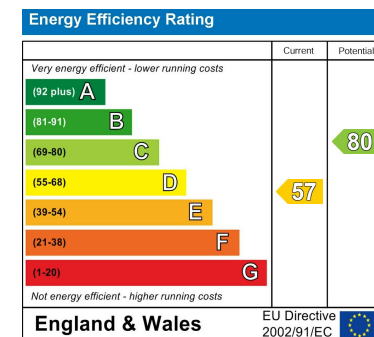 Energy Efficiency Rating
Current Potential
Very energy efficient - lower running costs
(92 plus) A
(81-91) B
(69-80) C
80
(55-68) D
57
(39-54) E
(21-38) F
(1-20) G
Not energy efficient - higher running costs
England & Wales
EU Directive
2002/91/EC